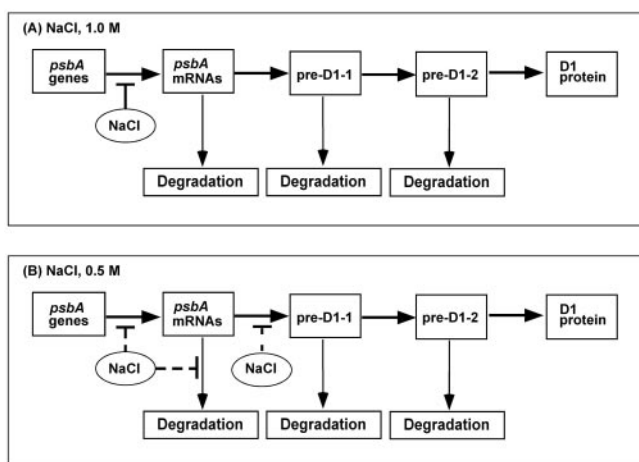 (A) NaCl, 1.0 M
psbA
genes
psbA
mRNAs
pre-D1-1
pre-D1-2
D1
protein
NaCl
Degradation
Degradation
Degradation
(B) NaCl, 0.5 M
psbA
genes
psbA
mRNAs
pre-D1-1
pre-D1-2
D1
protein
NaCl
NaCl
Degradation
Degradation
Degradation